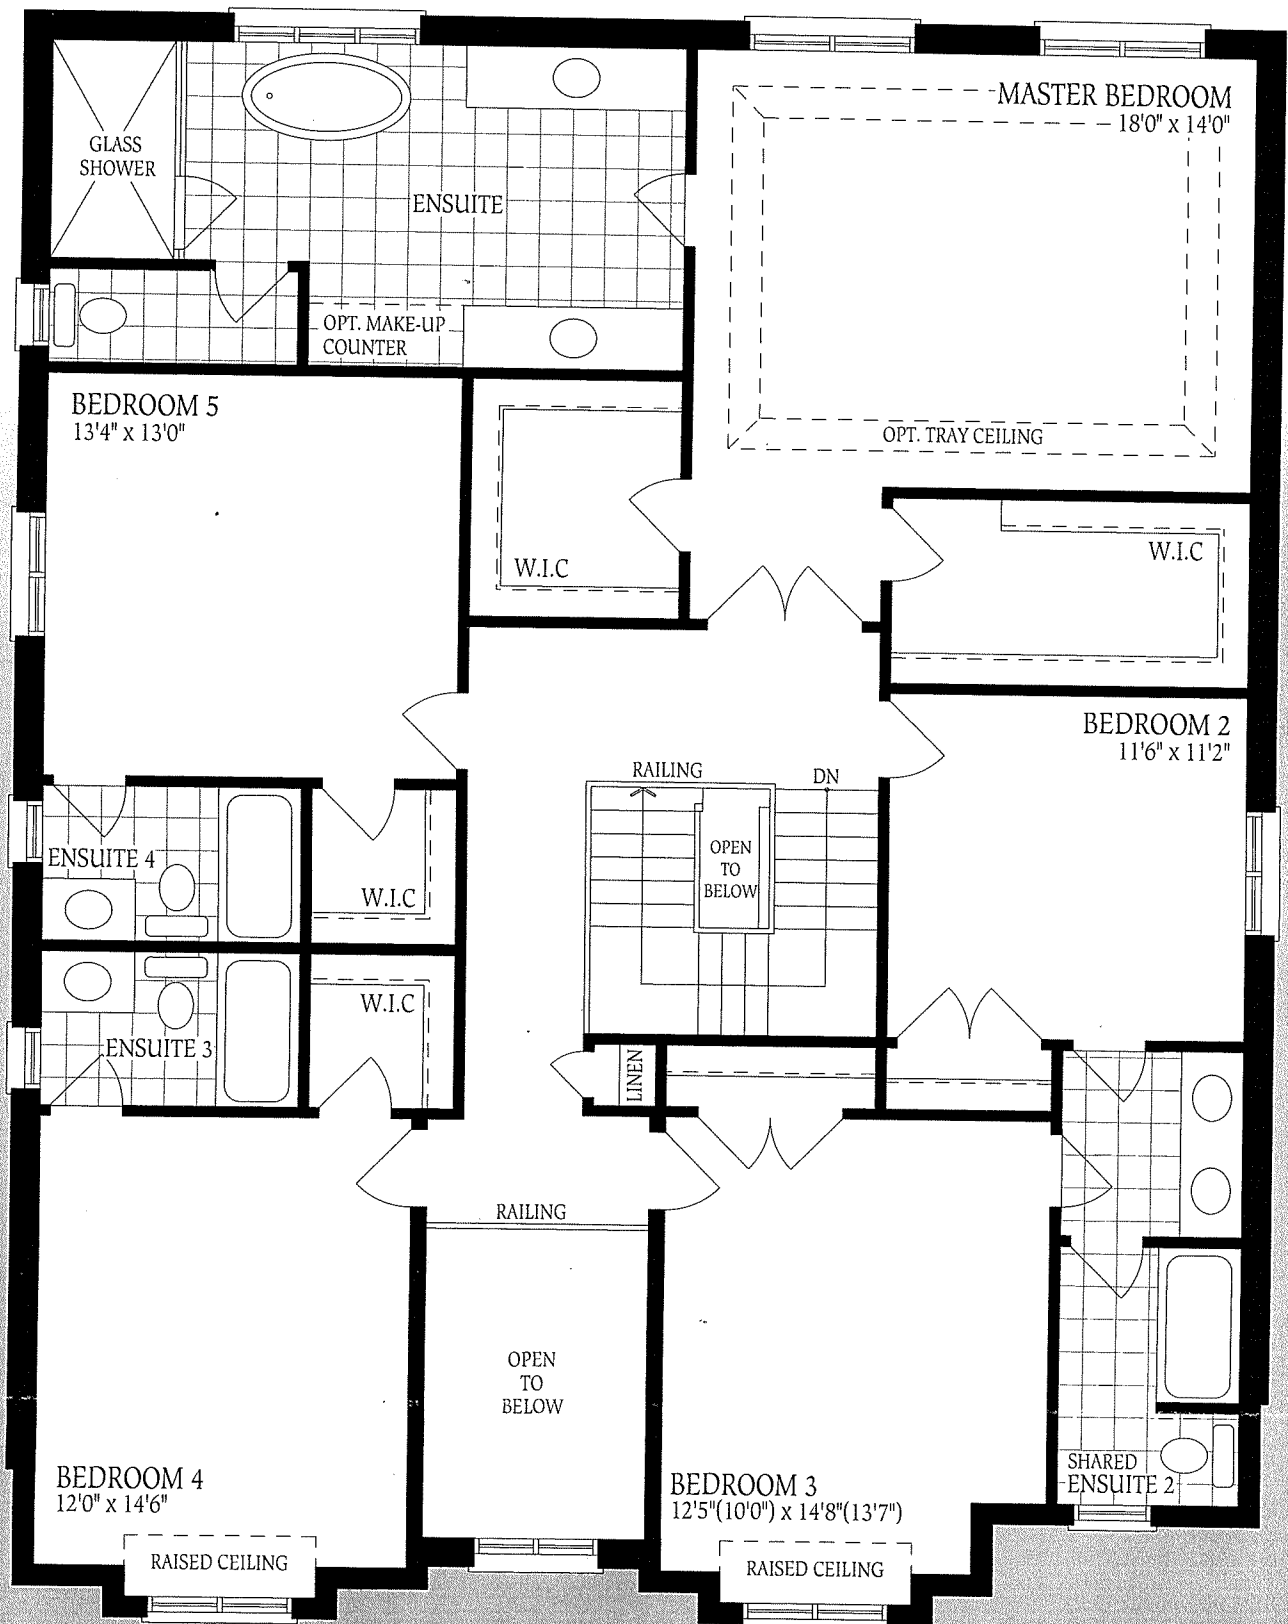 MASTER BEDROOM
18'0" x 14'0"
GLASS
SHOWER
ENSUITE
OPT. MAKE-UP
COUNTER
BEDROOM 5
13'4" x 13'0"
OPT. TRAY CEILING
W.I.C
W.I.C
BEDROOM 2
11'6" x 11'2"
RAILING
DN
OPEN
TO
BELOW
ENSUITE 4
W.I.C
W.I.C
ENSUITE 3
LINEN
RAILING
OPEN
TO
BELOW
BEDROOM 4
12'0" x 14'6"
BEDROOM 3
12'5"(10'0") x 14'8"(13'7")
SHARED
ENSUITE 2
RAISED CEILING
RAISED CEILING